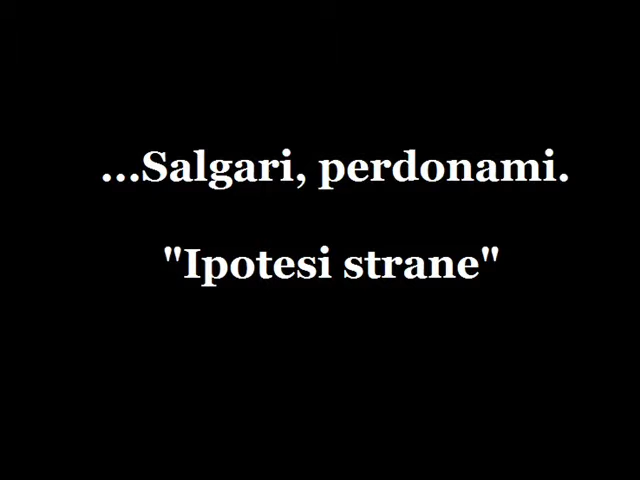 ...Salgari, perdonami.
"Ipotesi strane"